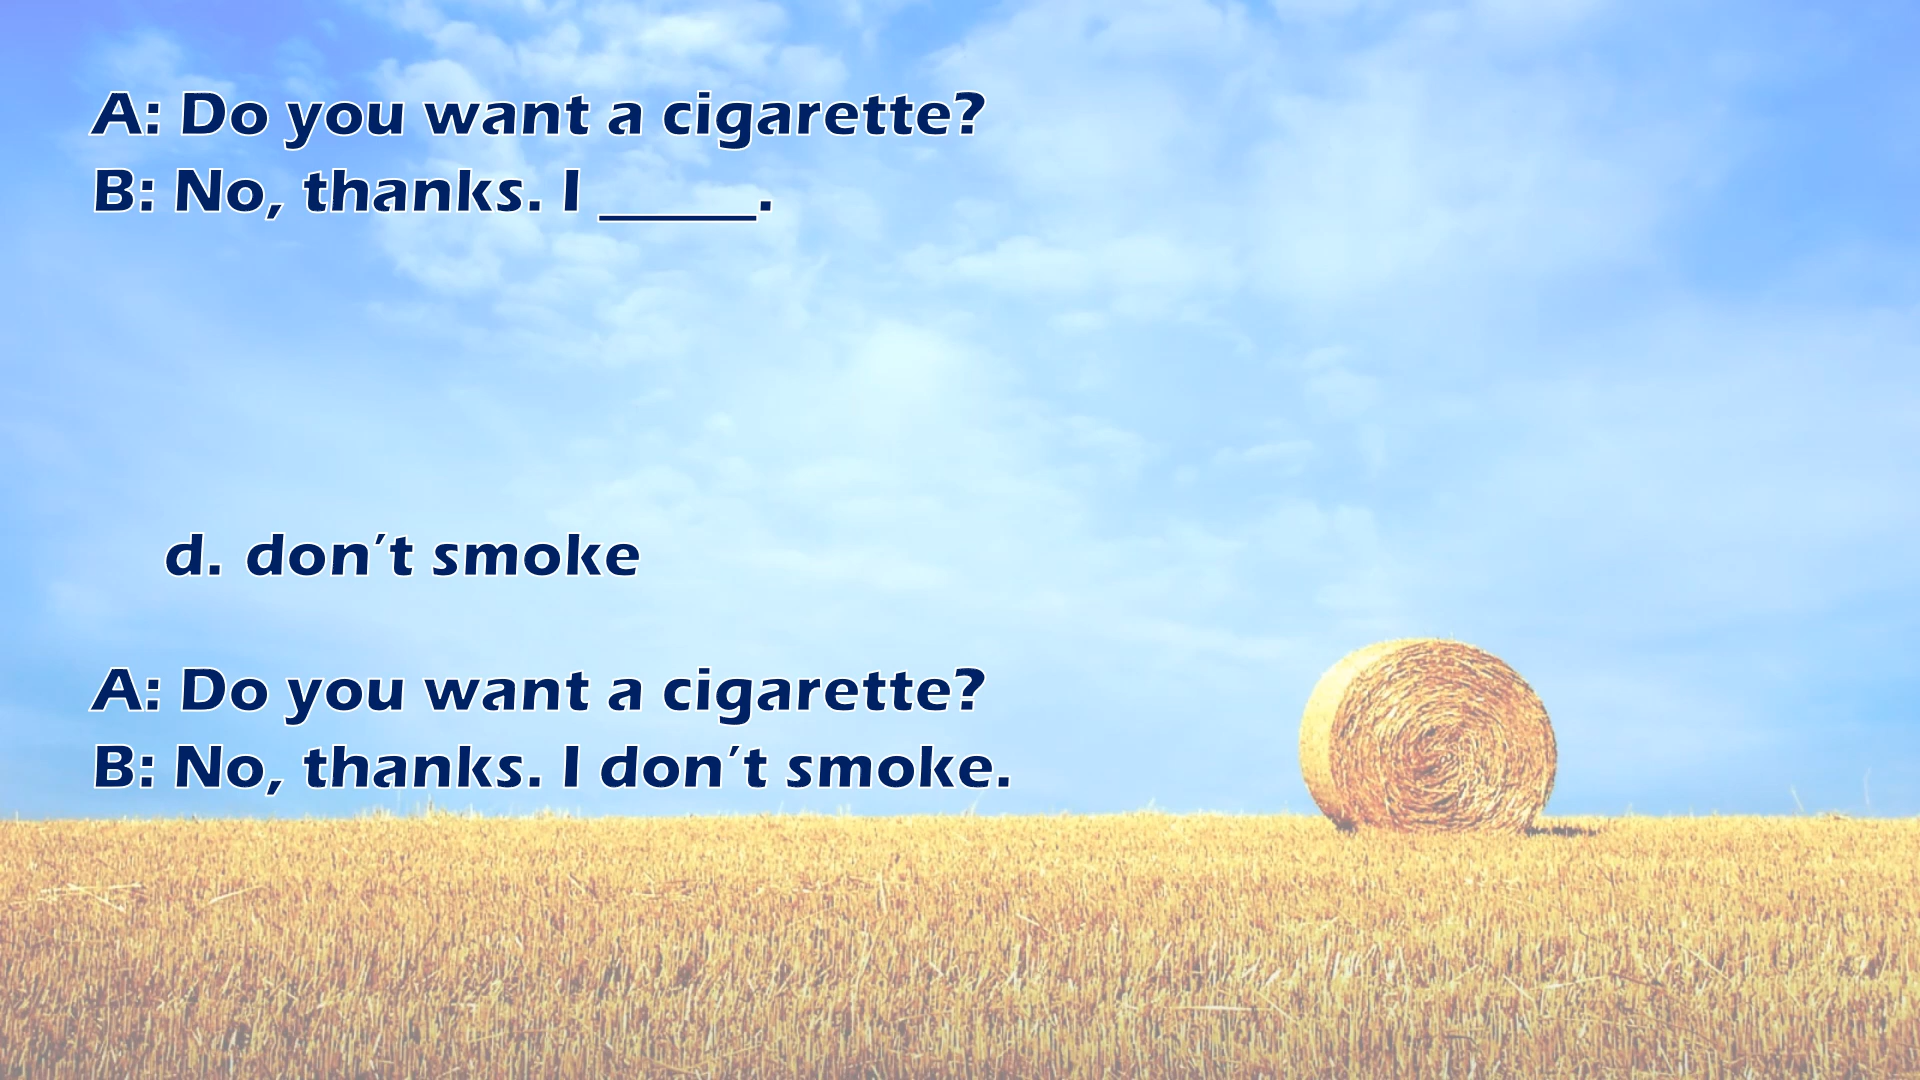 A: Do you want a cigarette?
B: No, thanks. I _____.
d. don’t smoke
A: Do you want a cigarette?
B: No, thanks. I don’t smoke.